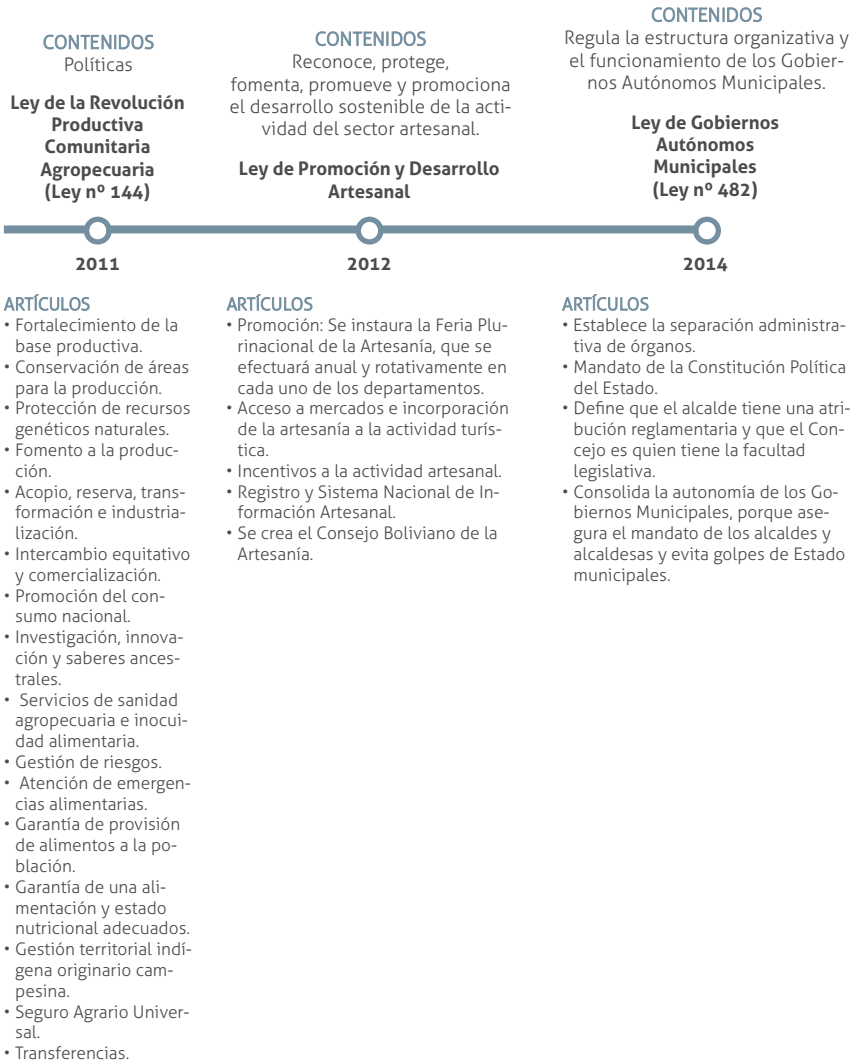 CONTENIDOS
Políticas
Ley de la Revolución
Productiva
Comunitaria
Agropecuaria
(Ley nº 144)
2011
ARTÍCULOS
• Fortalecimiento de la
base productiva.
• Conservación de áreas
para la producción.
• Protección de recursos
genéticos naturales.
• Fomento a la produc-
ción.
• Acopio, reserva, trans-
formación e industria-
lización.
• Intercambio equitativo
y comercialización.
• Promoción del con-
sumo nacional.
• Investigación, innova-
ción y saberes ances-
trales.
• Servicios de sanidad
agropecuaria e inocui-
dad alimentaria.
• Gestión de riesgos.
• Atención de emergen-
cias alimentarias.
• Garantía de provisión
de alimentos a la po-
blación.
• Garantía de una ali-
mentación y estado
nutricional adecuados.
• Gestión territorial indí-
gena originario cam-
pesina.
• Seguro Agrario Univer-
sal.
• Transferencias.
CONTENIDOS
Reconoce, protege,
fomenta, promueve y promociona
el desarrollo sostenible de la acti-
vidad del sector artesanal.
Ley de Promoción y Desarrollo
Artesanal
2012
ARTÍCULOS
• Promoción: Se instaura la Feria Plu-
rinacional de la Artesanía, que se
efectuará anual y rotativamente en
cada uno de los departamentos.
• Acceso a mercados e incorporación
de la artesanía a la actividad turís-
tica.
• Incentivos a la actividad artesanal.
• Registro y Sistema Nacional de In-
formación Artesanal.
• Se crea el Consejo Boliviano de la
Artesanía.
CONTENIDOS
Regula la estructura organizativa y
el funcionamiento de los Gobier-
nos Autónomos Municipales.
Ley de Gobiernos
Autónomos
Municipales
(Ley nº 482)
2014
ARTÍCULOS
• Establece la separación administra-
tiva de órganos.
• Mandato de la Constitución Política
del Estado.
• Define que el alcalde tiene una atri-
bución reglamentaria y que el Con-
cejo es quien tiene la facultad
legislativa.
• Consolida la autonomía de los Go-
biernos Municipales, porque ase-
gura el mandato de los alcaldes y
alcaldesas y evita golpes de Estado
municipales.